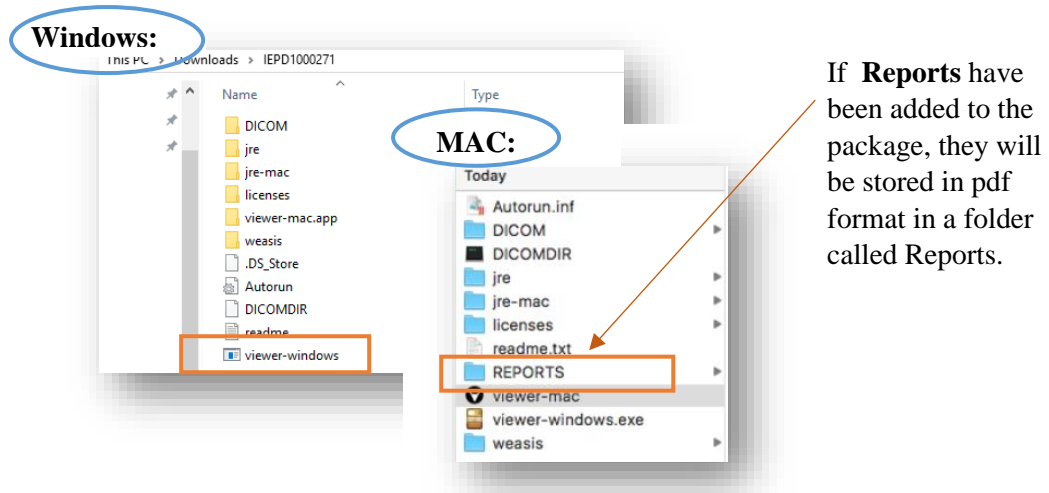 Windows:
This PC > Downloads > IEPD1000271
Name
Type
DICOM
jre
jre-mac
licenses
viewer-mac.app
weasis
.DS_Store
Autorun
DICOMDIR
readme
viewer-windows
MAC:
Today
Autorun.inf
DICOM
DICOMDIR
jre
jre-mac
licenses
readme.txt
REPORTS
viewer-mac
viewer-windows.exe
weasis
If Reports have
been added to the
package, they will
be stored in pdf
format in a folder
called Reports.